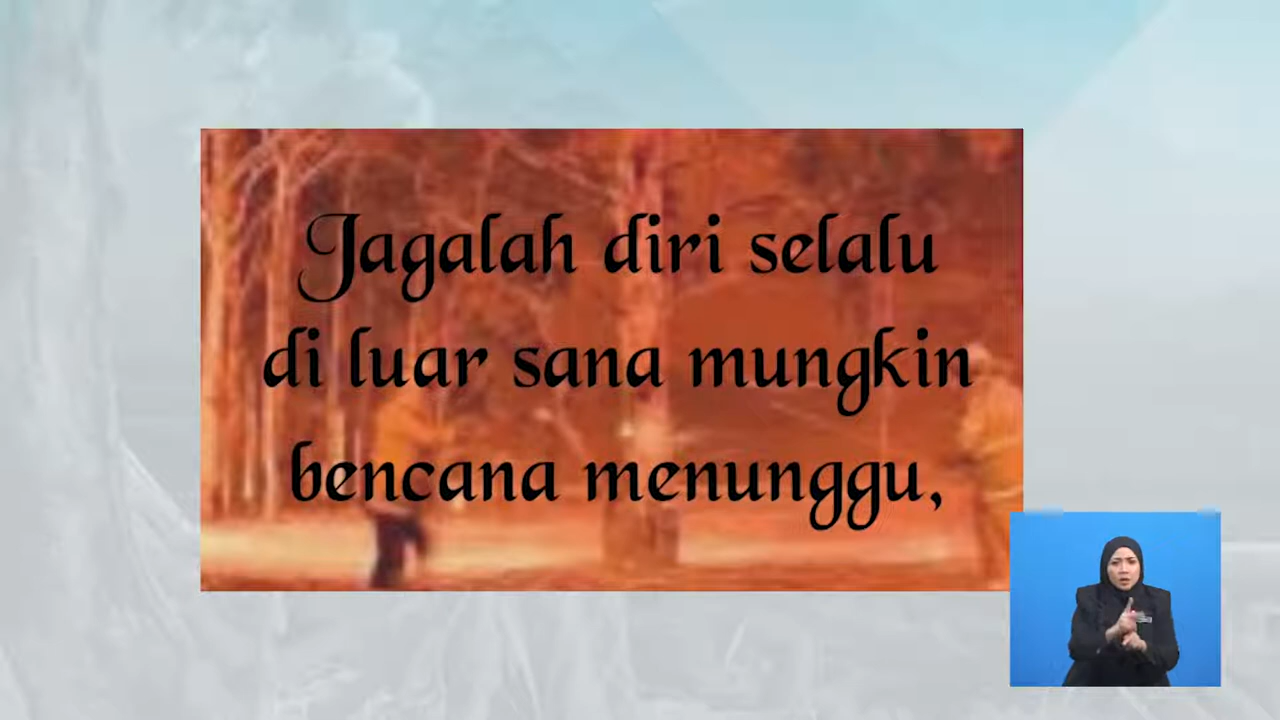 Jagalah diri selalu
di luar sana mungkin
bencana menunggu,